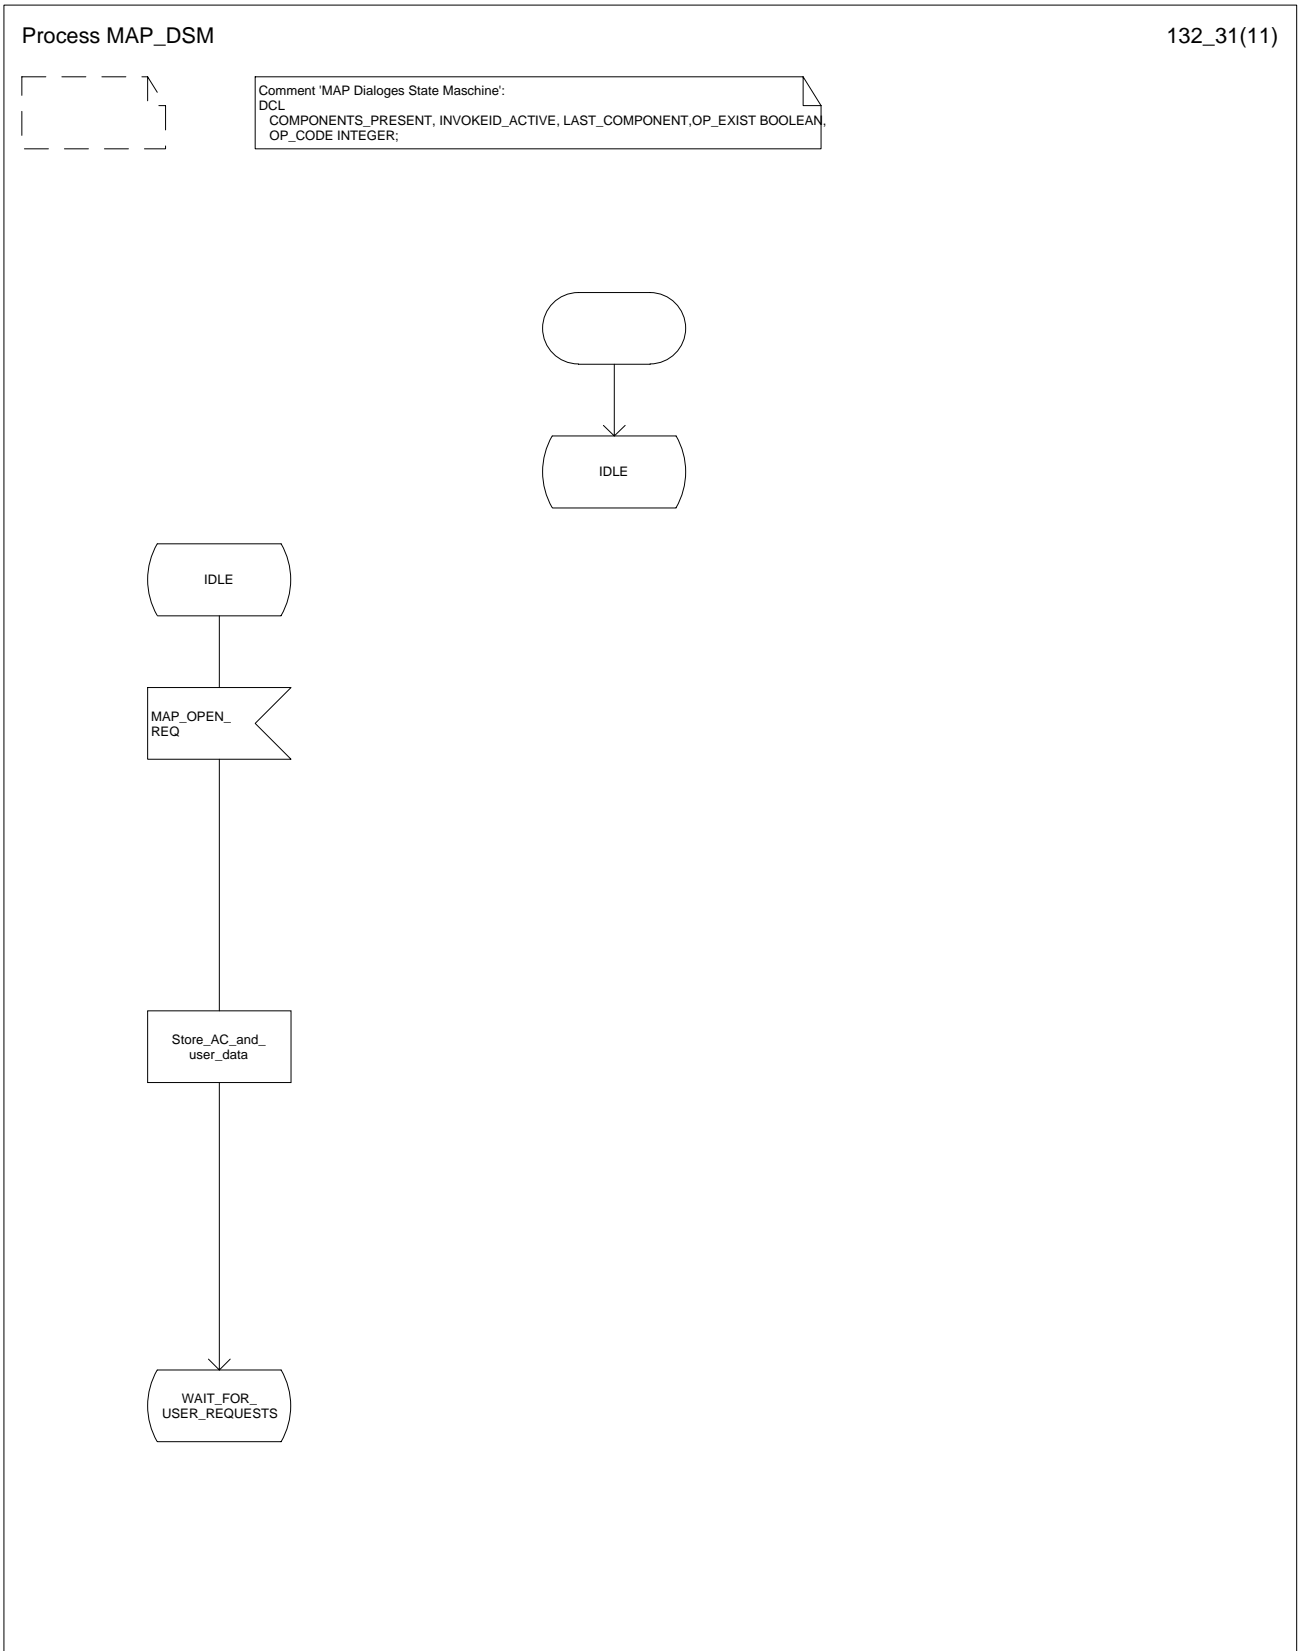 Process MAP_DSM
132_31(11)
Comment 'MAP Dialoges State Maschine':
DCL
COMPONENTS_PRESENT, INVOKEID_ACTIVE, LAST_COMPONENT,OP_EXIST BOOLEAN,
OP_CODE INTEGER;
IDLE
IDLE
MAP_OPEN_
REQ
Store_AC_and_
user_data
WAIT_FOR_
USER_REQUESTS